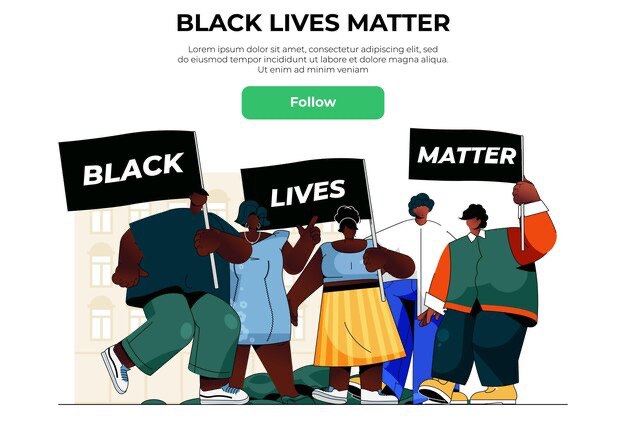 BLACK LIVES MATTER
Lorem ipsum dolor sit amet, consectetur adipiscing elit, sed
do eiusmod tempor incididunt ut labore et dolore magna aliqua.
Ut enim ad minim veniam
Follow
BLACK
LIVES
MATTER